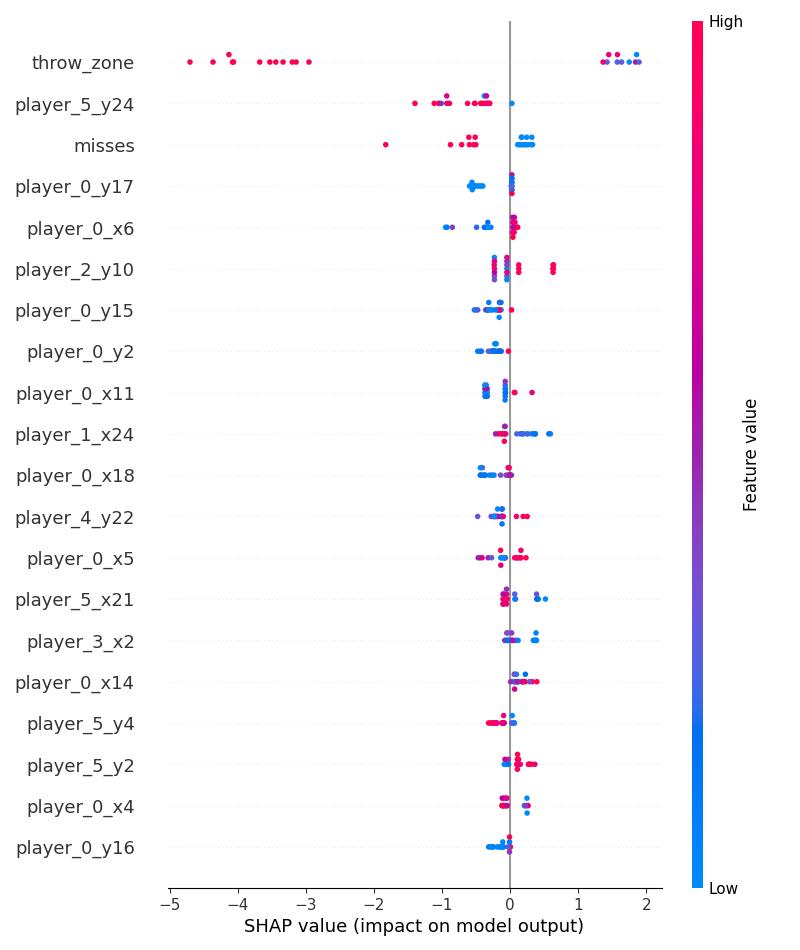 High
throw_zone
player_5_y24
misses
player_0_y17
player_0_x6
player_2_y10
player_0_y15
player_0_y2
player_0_x11
player_1_x24
player_0_x18
player_4_y22
player_0_x5
player_5_x21
player_3_x2
player_0_x14
player_5_y4
player_5_y2
player_0_x4
player_0_y16
Feature value
Low
−5 −4 −3 −2 −1 0 1 2
SHAP value (impact on model output)